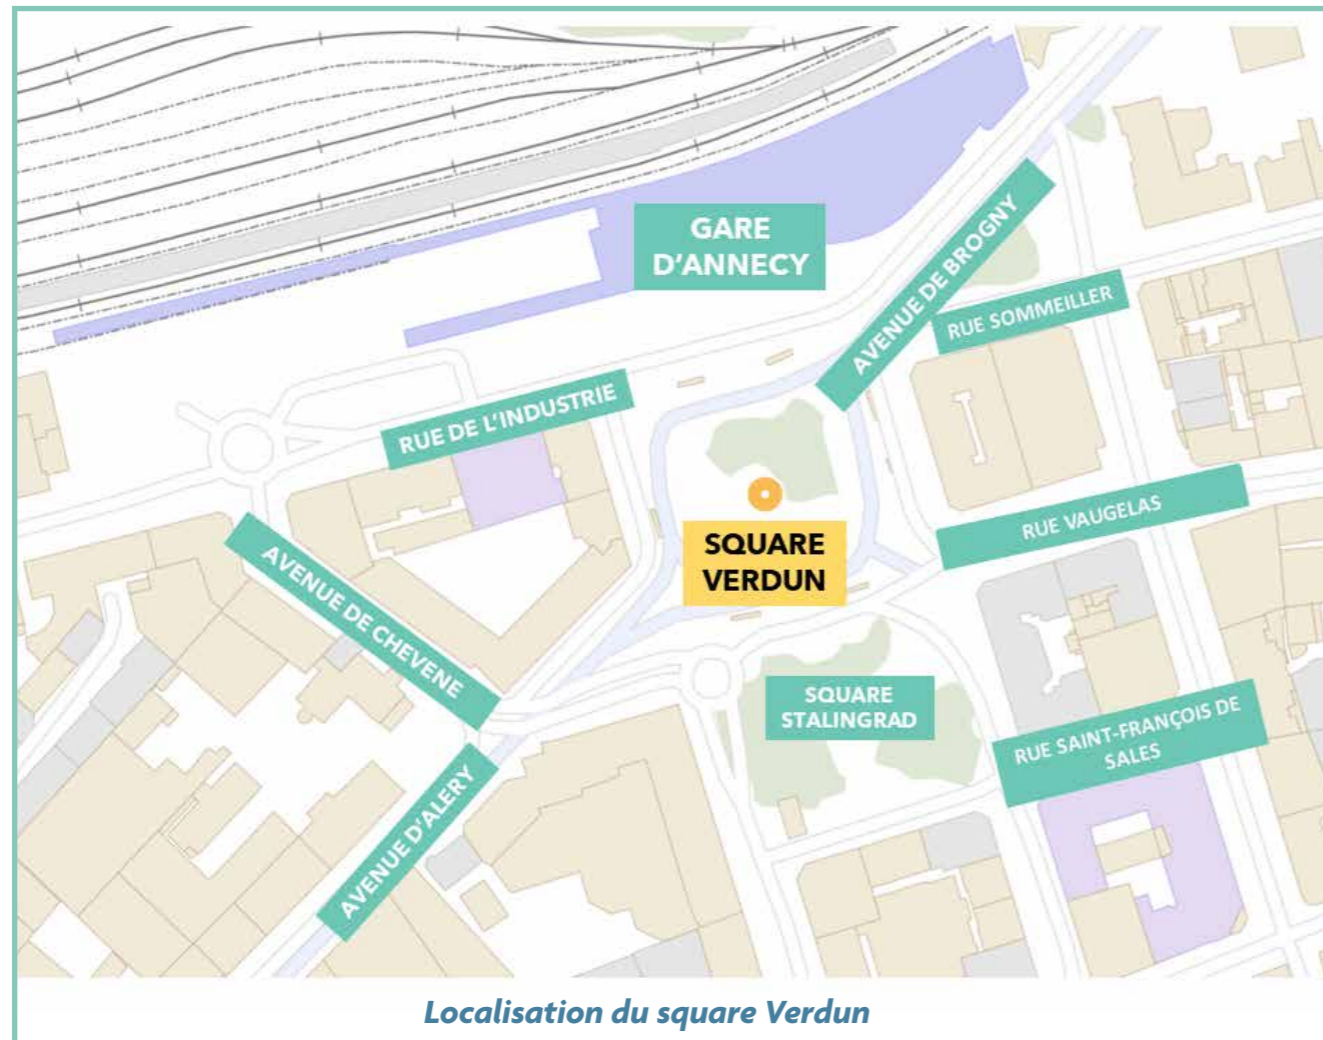 GARE
D'ANNECY
AVENUE DE BROGNY
RUE SOMMEILLER
RUE DE L'INDUSTRIE
RUE VAUGELAS
SQUARE
VERDUN
AVENUE DE CHEVENE
SQUARE
STALINGRAD
RUE SAINT-FRANÇOIS DE
SALES
AVENUE D'ALERY
Localisation du square Verdun